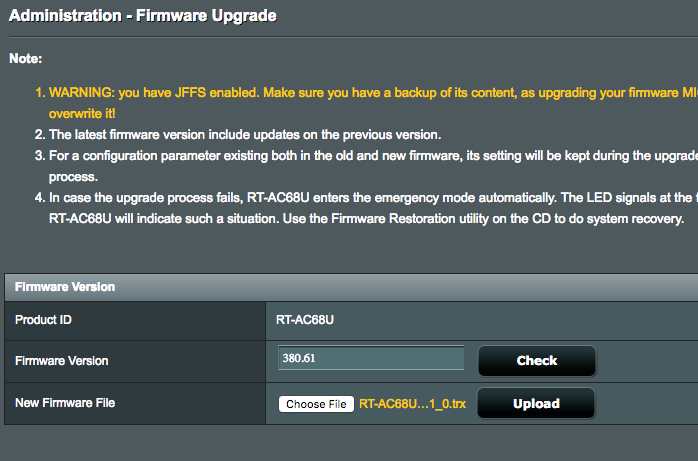 Administration - Firmware Upgrade
Note:
1. WARNING: you have JFFS enabled. Make sure you have a backup of its content, as upgrading your firmware
overwrite it!
2. The latest firmware version include updates on the previous version.
3. For a configuration parameter existing both in the old and new firmware, its setting will be kept during the upgrade
process.
4. In case the upgrade process fails, RT-AC68U enters the emergency mode automatically. The LED signals at the
RT-AC68U will indicate such a situation. Use the Firmware Restoration utility on the CD to do system recovery.
Firmware Version
Product ID RT-AC68U
Firmware Version 380.61 Check
New Firmware File Choose File RT-AC68U...1_0.trx Upload